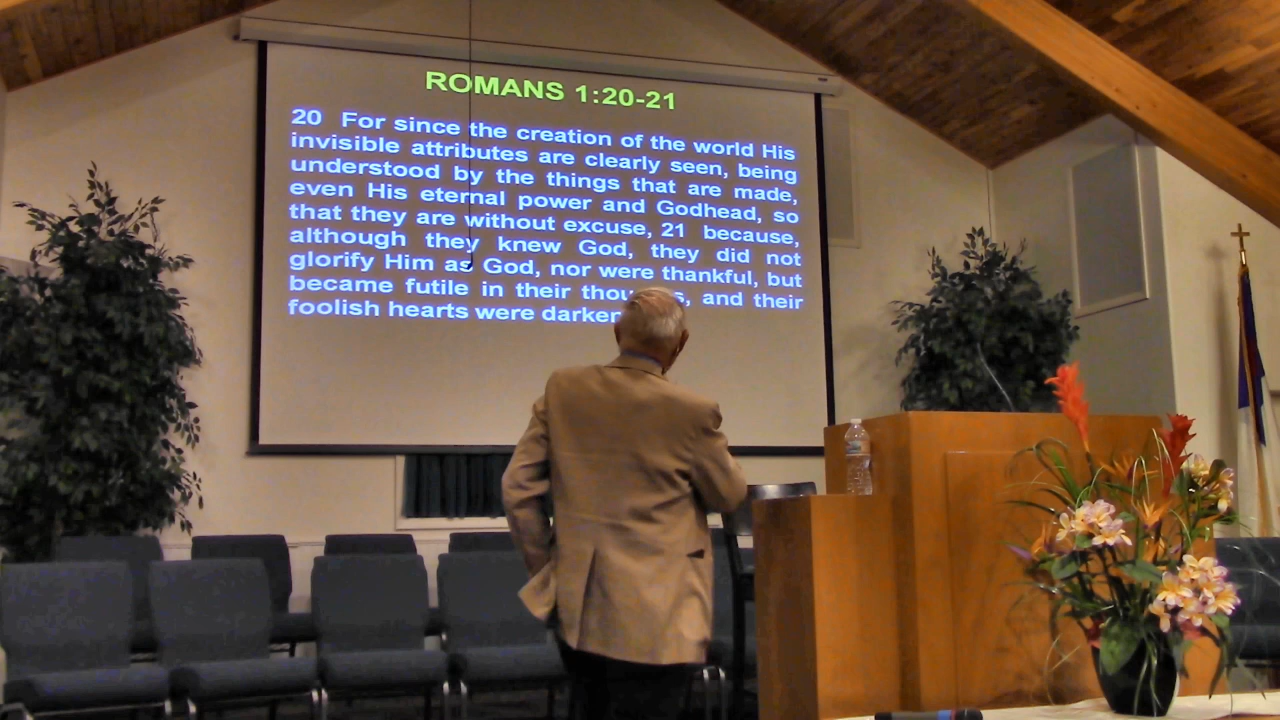 ROMANS 1:20-21
20 For since the creation of the world His
invisible attributes are clearly seen, being
understood by the things that are made,
even His eternal power and Godhead, so
that they are without excuse, 21 because,
although they knew God, they did not
glorify Him as God, nor were thankful, but
became futile in their and their
foolish hearts were